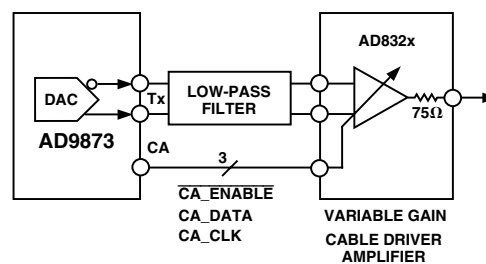 AD832x
DAC
Tx
LOW-PASS
FILTER
75Ω
AD9873
CA
3
CA_ENABLE
CA_DATA
CA_CLK
VARIABLE GAIN
CABLE DRIVER
AMPLIFIER